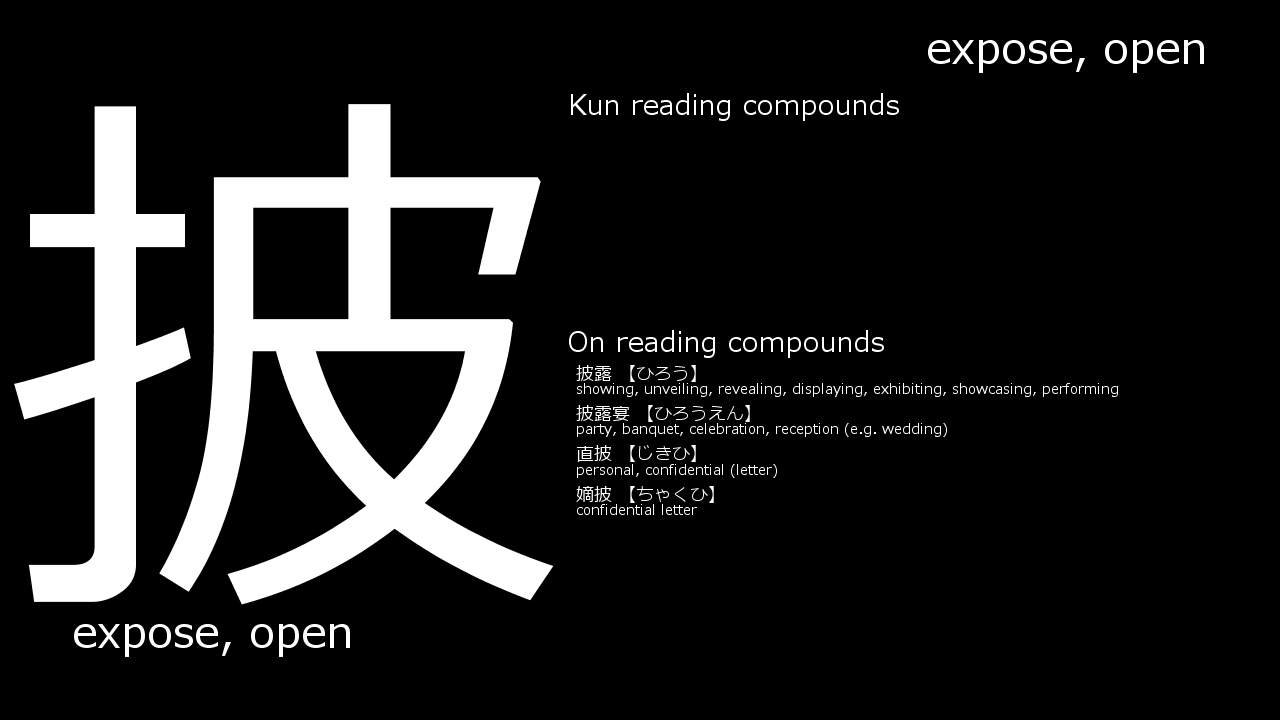 expose, open
披
Kun reading compounds
On reading compounds
披露 【ひろう】
showing, unveiling, revealing, displaying, exhibiting, showcasing, performing
披露宴 【ひろうえん】
party, banquet, celebration, reception (e.g. wedding)
直披 【じきひ】
personal, confidential (letter)
嫡披 【ちゃくひ】
confidential letter
expose, open